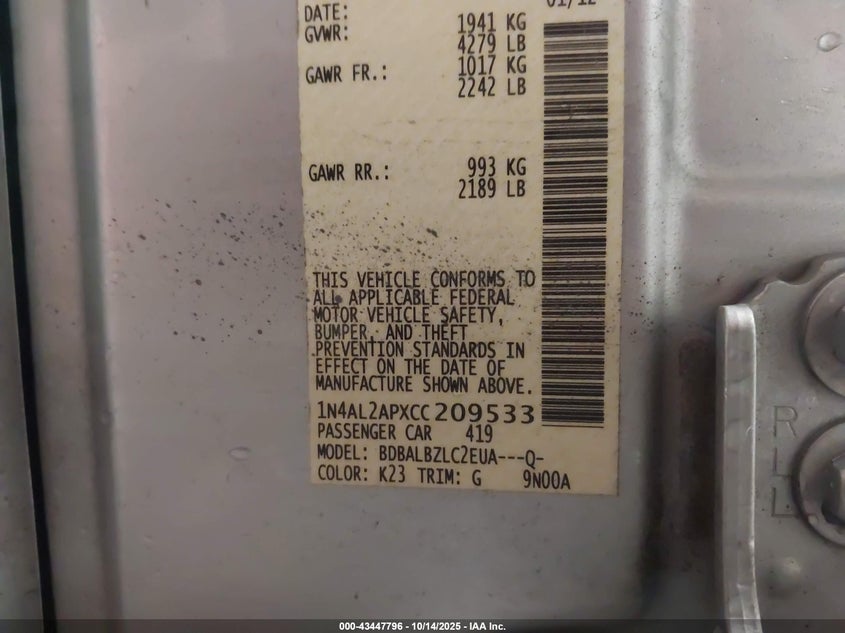 DATE: 01/12
GVWR: 1941 KG
4279 LB
GAWR FR.: 1017 KG
2242 LB
GAWR RR.: 993 KG
2189 LB
THIS VEHICLE CONFORMS TO
ALL APPLICABLE FEDERAL
MOTOR VEHICLE SAFETY,
BUMPER, AND THEFT
PREVENTION STANDARDS IN
EFFECT ON THE DATE OF
MANUFACTURE SHOWN ABOVE.
1N4AL2APXCC209533
PASSENGER CAR 419
MODEL: BDBALBZLC2EUA---Q-
COLOR: K23 TRIM: G 9N00A
R
L
L
000-43447796 - 10/14/2025 - IAA Inc.